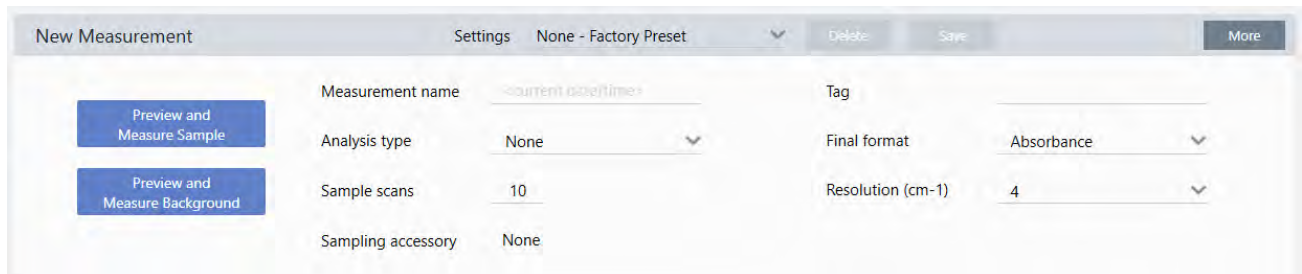 New Measurement Settings None - Factory Preset Delete Save More
Measurement name <current date/time> Tag
Preview and
Measure Sample
Analysis type None Final format Absorbance
Preview and
Measure Background
Sample scans 10 Resolution (cm-1) 4
Sampling accessory None